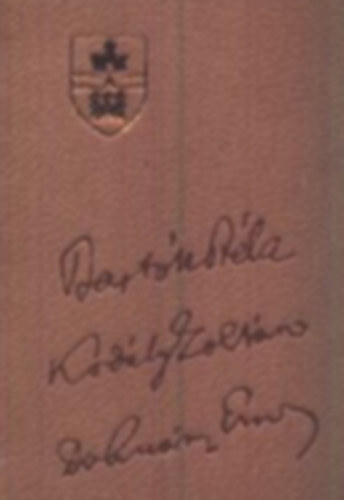 Bartók Béla
Kodály Zoltán
Dohnányi Ernő